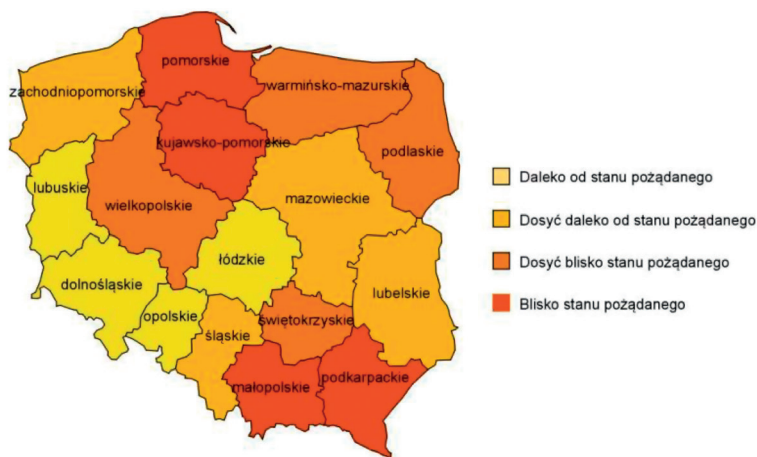 pomorskie
zachodniopomorskie
warmińsko-mazurskie
kujawsko-pomorskie
podlaskie
lubuskie
wielkopolskie
mazowieckie
łódzkie
dolnośląskie
opolskie
śląskie
świętokrzyskie
lubelskie
małopolskie
podkarpackie
Daleko od stanu pożądanego
Dosyć daleko od stanu pożądanego
Dosyć blisko stanu pożądanego
Blisko stanu pożądanego